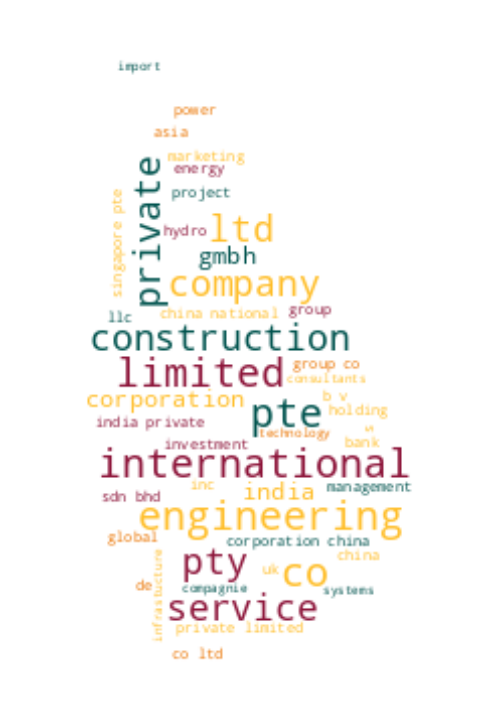 import
power
asia
marketing
energy
private
project
singapore pte
hydro
ltd
gmbh
company
llc
china national
group
construction
limited
group co
consultants
corporation
b v
pte
holding
india private
technology
investment
bank
international
inc
india
management
sdn bhd
engineering
global
corporation china
china
pty
uk
co
de
compagnie
systems
infrastucture
service
private limited
co ltd